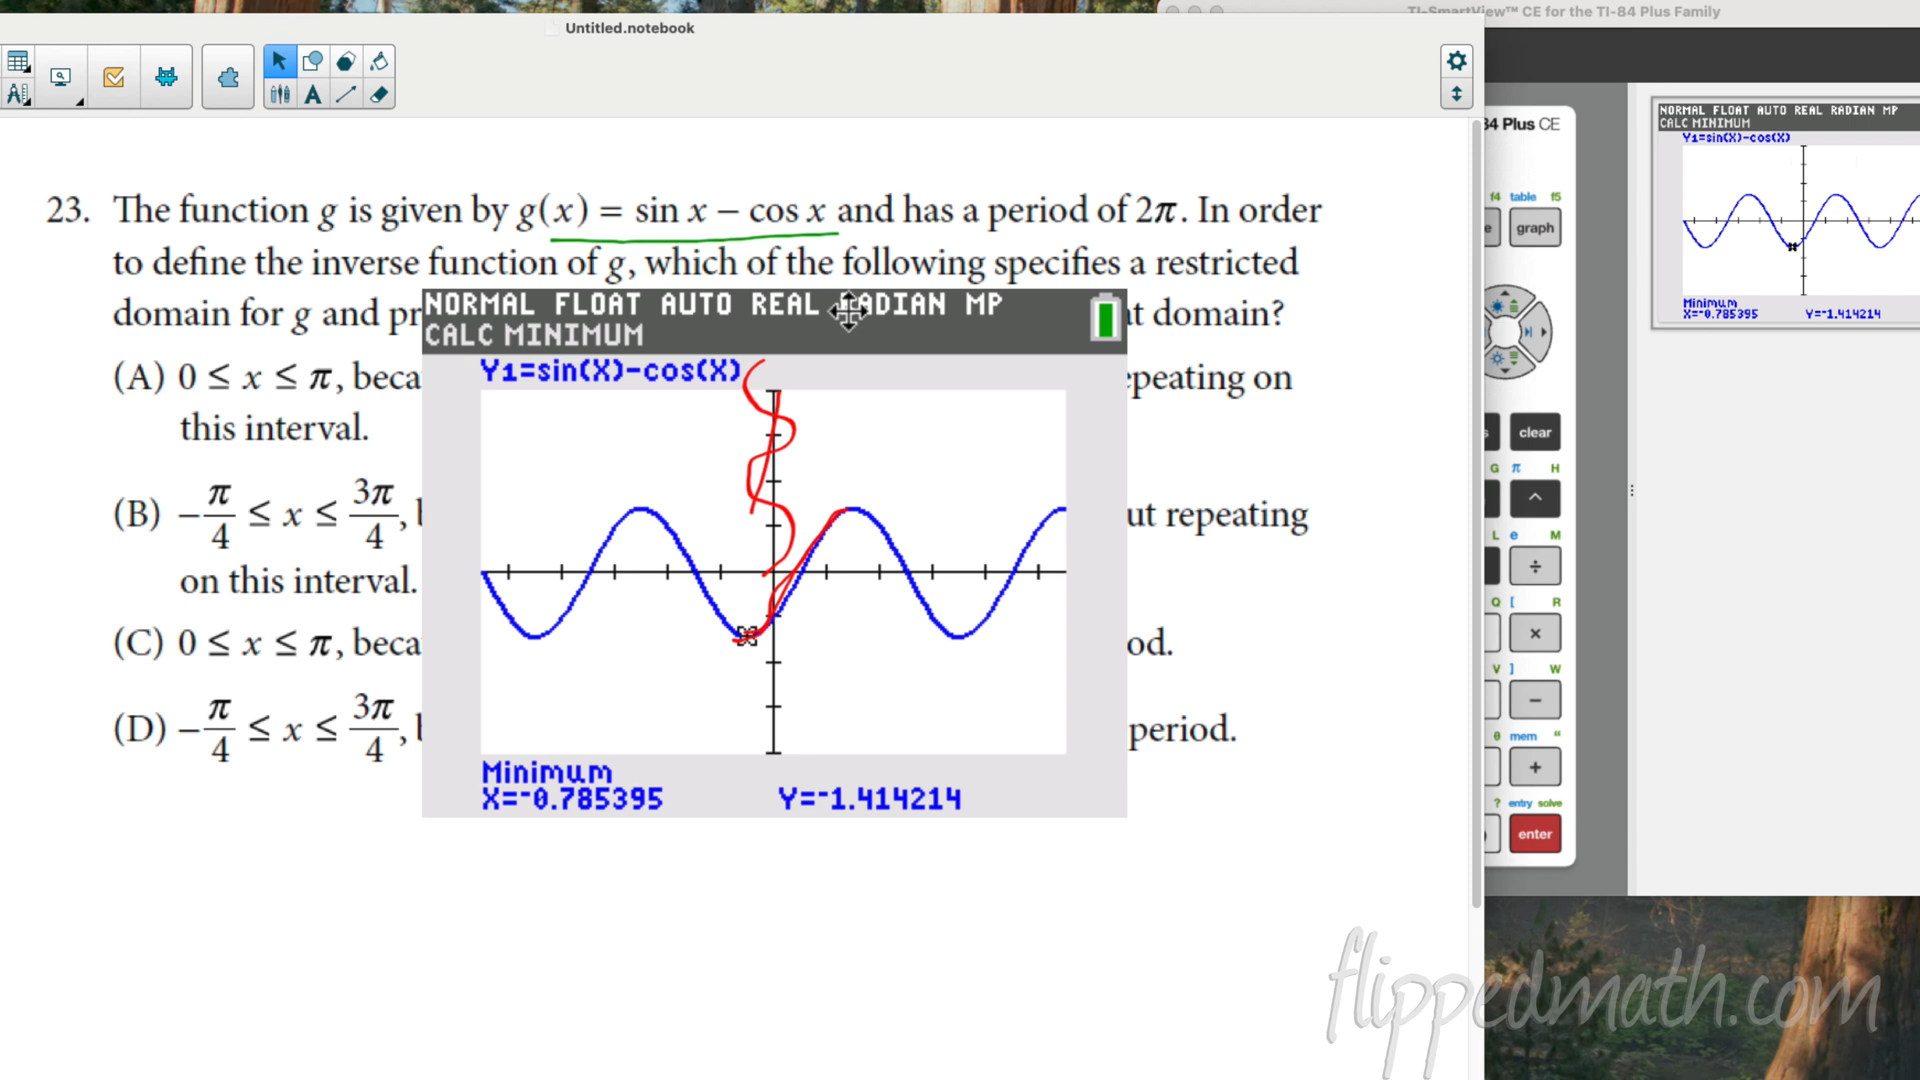 TI-SmartView™ CE for the TI-84 Plus Family
Untitled.notebook
84 Plus CE
NORMAL FLOAT AUTO REAL RADIAN MP
CALC MINIMUM
Y1=sin(X)-cos(X)
Minimum
X=-0.785395
Y=-1.414214
f4 table f5
graph
clear
G π H
^
L e M
÷
Q [ R
×
V ] W
−
θ mem "
+
? entry solve
enter
23. The function g is given by g(x) = sin x − cos x and has a period of 2π. In order
to define the inverse function of g, which of the following specifies a restricted
domain for g and pr
at domain?
(A) 0 ≤ x ≤ π, beca
epeating on
this interval.
(B) −π/4 ≤ x ≤ 3π/4, b
ut repeating
on this interval.
(C) 0 ≤ x ≤ π, beca
od.
(D) −π/4 ≤ x ≤ 3π/4, b
period.
NORMAL FLOAT AUTO REAL RADIAN MP
CALC MINIMUM
Y1=sin(X)-cos(X)
Minimum
X=-0.785395 Y=-1.414214
flippedmath.com